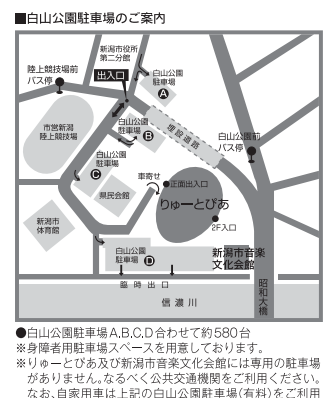 ■白山公園駐車場のご案内
新潟市役所
第二分館
陸上競技場前
バス停
出入口
白山公園
駐車場
A
市営新潟
陸上競技場
白山公園
駐車場
B
埋設道路
白山公園前
バス停
白山公園
駐車場
C
県民会館
車寄せ
正面出入口
りゅーとぴあ
2F入口
新潟市
体育館
白山公園
駐車場
D
新潟市音楽
文化会館
臨時出口
昭和大橋
信濃川
●白山公園駐車場A,B,C,D合わせて約580台
※身障者用駐車場スペースを用意しております。
※りゅーとぴあ及び新潟市音楽文化会館には専用の駐車場
がありません。なるべく公共交通機関をご利用ください。
なお、自家用車は上記の白山公園駐車場(有料)をご利用